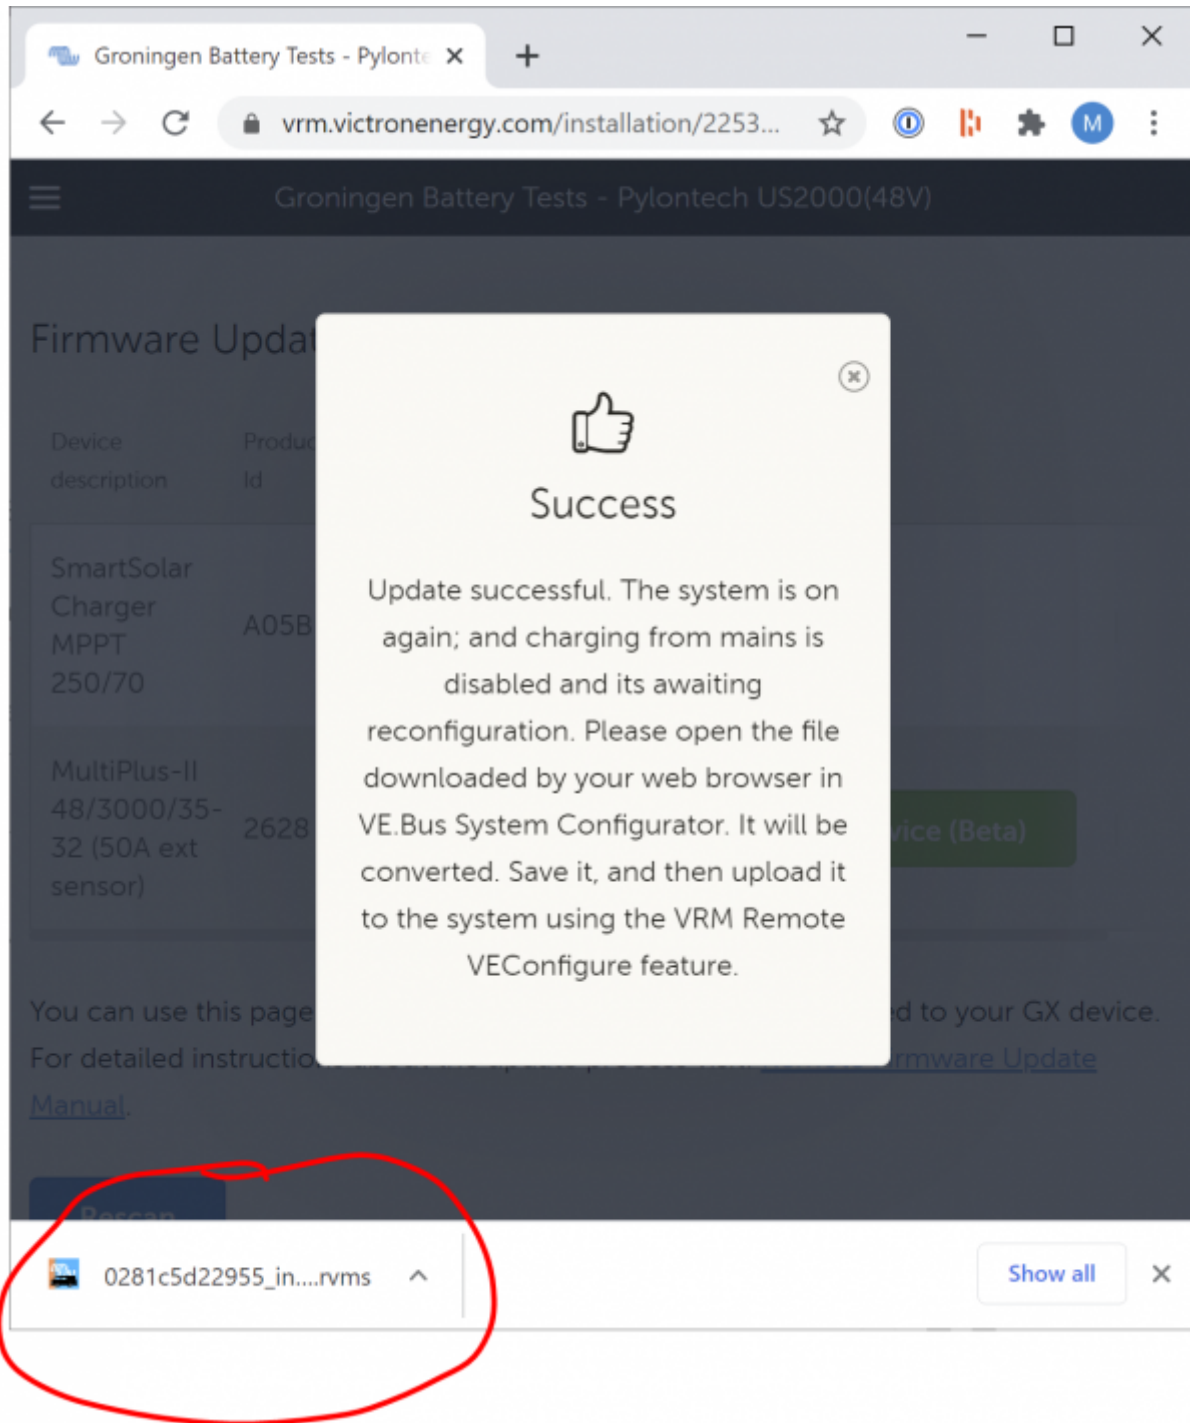 Groningen Battery Tests - Pylonte
vrm.victronenergy.com/installation/2253...
M
Groningen Battery Tests - Pylontech US2000(48V)
Firmware Updat
Device
description
Produc
Id
SmartSolar
Charger
MPPT
250/70
A05B
MultiPlus-II
48/3000/35-
32 (50A ext
sensor)
2628
vice (Beta)
Success
Update successful. The system is on
again; and charging from mains is
disabled and its awaiting
reconfiguration. Please open the file
downloaded by your web browser in
VE.Bus System Configurator. It will be
converted. Save it, and then upload it
to the system using the VRM Remote
VEConfigure feature.
You can use this page
ed to your GX device.
For detailed instructio
rmware Update
Manual.
Rescan
0281c5d22955_in....rvms
Show all